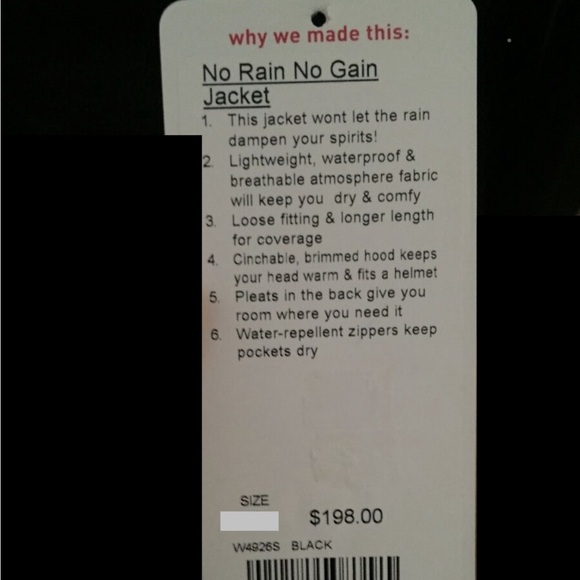 why we made this:
No Rain No Gain
Jacket
1. This jacket wont let the rain
dampen your spirits!
2. Lightweight, waterproof &
breathable atmosphere fabric
will keep you dry & comfy
3. Loose fitting & longer length
for coverage
4. Cinchable, brimmed hood keeps
your head warm & fits a helmet
5. Pleats in the back give you
room where you need it
6. Water-repellent zippers keep
pockets dry
SIZE
$198.00
W4926S BLACK